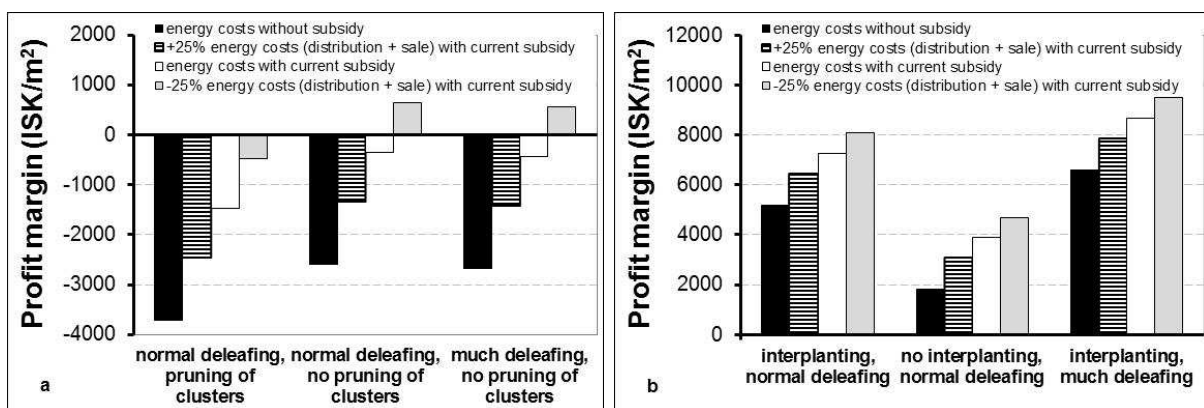 Profit margin (ISK/m²)
2000
1000
0
-1000
-2000
-3000
-4000
energy costs without subsidy
+25% energy costs (distribution + sale) with current subsidy
energy costs with current subsidy
-25% energy costs (distribution + sale) with current subsidy
normal deleafing, pruning of clusters
normal deleafing, no pruning of clusters
much deleafing, no pruning of clusters
a
Profit margin (ISK/m²)
12000
10000
8000
6000
4000
2000
0
energy costs without subsidy
+25% energy costs (distribution + sale) with current subsidy
energy costs with current subsidy
-25% energy costs (distribution + sale) with current subsidy
interplanting, normal deleafing
no interplanting, normal deleafing
interplanting, much deleafing
b